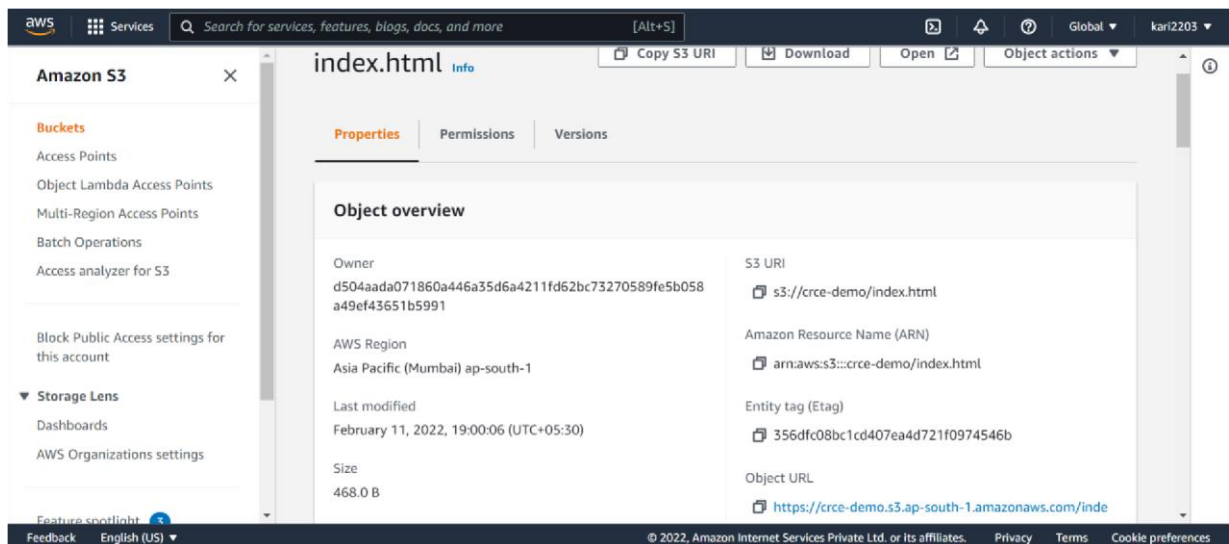 aws
Services
Search for services, features, blogs, docs, and more
[Alt+S]
Global
kari2203
Amazon S3
Buckets
Access Points
Object Lambda Access Points
Multi-Region Access Points
Batch Operations
Access analyzer for S3
Block Public Access settings for
this account
Storage Lens
Dashboards
AWS Organizations settings
Feature spotlight 3
index.html Info
Copy S3 URI
Download
Open
Object actions
Properties
Permissions
Versions
Object overview
Owner
d504aada071860a446a35d6a4211fd62bc73270589fe5b058
a49ef43651b5991
AWS Region
Asia Pacific (Mumbai) ap-south-1
Last modified
February 11, 2022, 19:00:06 (UTC+05:30)
Size
468.0 B
S3 URI
s3://crce-demo/index.html
Amazon Resource Name (ARN)
arn:aws:s3:::crce-demo/index.html
Entity tag (Etag)
356dfc08bc1cd407ea4d721f0974546b
Object URL
https://crce-demo.s3.ap-south-1.amazonaws.com/inde
Feedback
English (US)
© 2022, Amazon Internet Services Private Ltd. or its affiliates.
Privacy
Terms
Cookie preferences